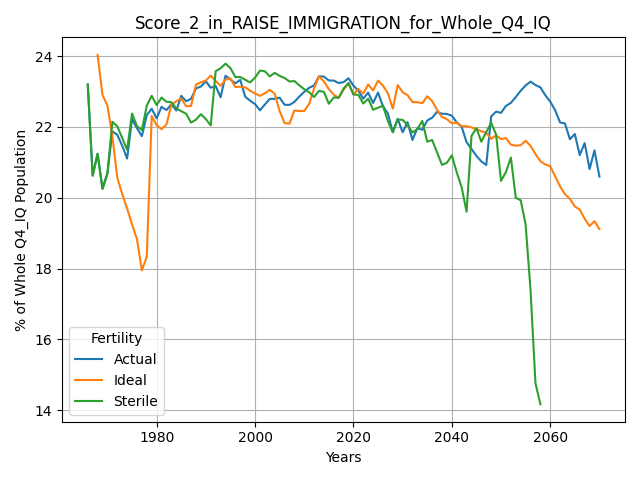 Score_2_in_RAISE_IMMIGRATION_for_Whole_Q4_IQ
% of Whole Q4_IQ Population
24
22
20
18
16
14
Fertility
Actual
Ideal
Sterile
1980 2000 2020 2040 2060
Years